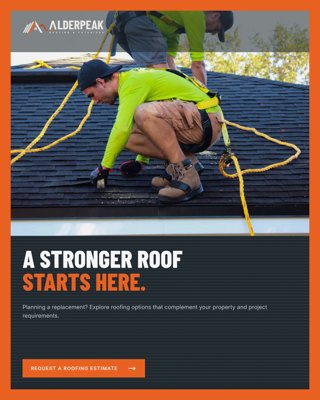 ALDERPEAK
ROOFING & EXTERIORS
A STRONGER ROOF
STARTS HERE.
Planning a replacement? Explore roofing options that complement your property and project
requirements.
REQUEST A ROOFING ESTIMATE